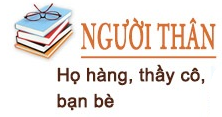 NGƯỜI THÂN
Họ hàng, thầy cô,
bạn bè